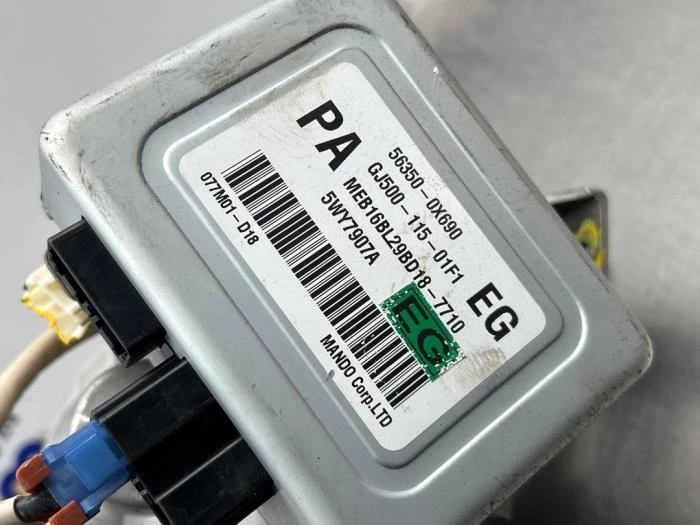 PA
56350-0X690
GJ500-115-01F1
MEB16BL29BD18-7710
5WY7907A
EG
EG
077M01-D18
MANDO Corp.LTD